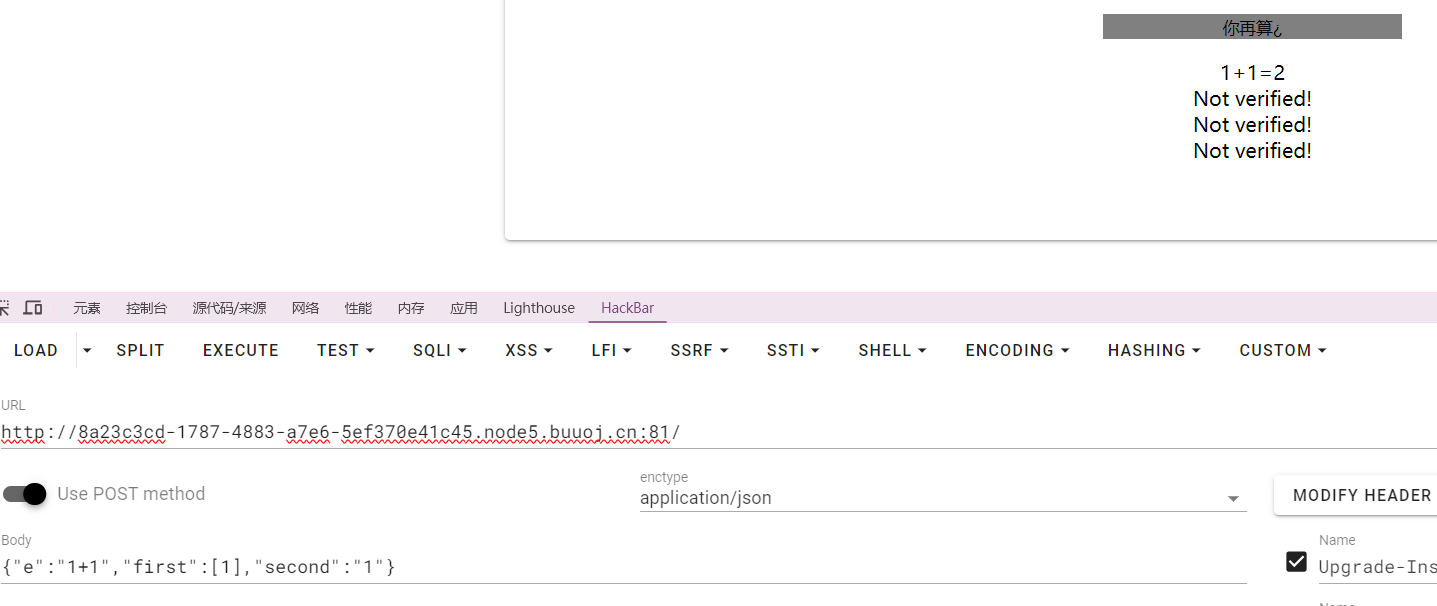 你再算¿
1+1=2
Not verified!
Not verified!
Not verified!
元素 控制台 源代码/来源 网络 性能 内存 应用 Lighthouse HackBar
LOAD SPLIT EXECUTE TEST SQLI XSS LFI SSRF SSTI SHELL ENCODING HASHING CUSTOM
URL
http://8a23c3cd-1787-4883-a7e6-5ef370e41c45.node5.buuoj.cn:81/
Use POST method
enctype
application/json
MODIFY HEADER
Body
{"e":"1+1","first":[1],"second":"1"}
Name
Upgrade-Ins